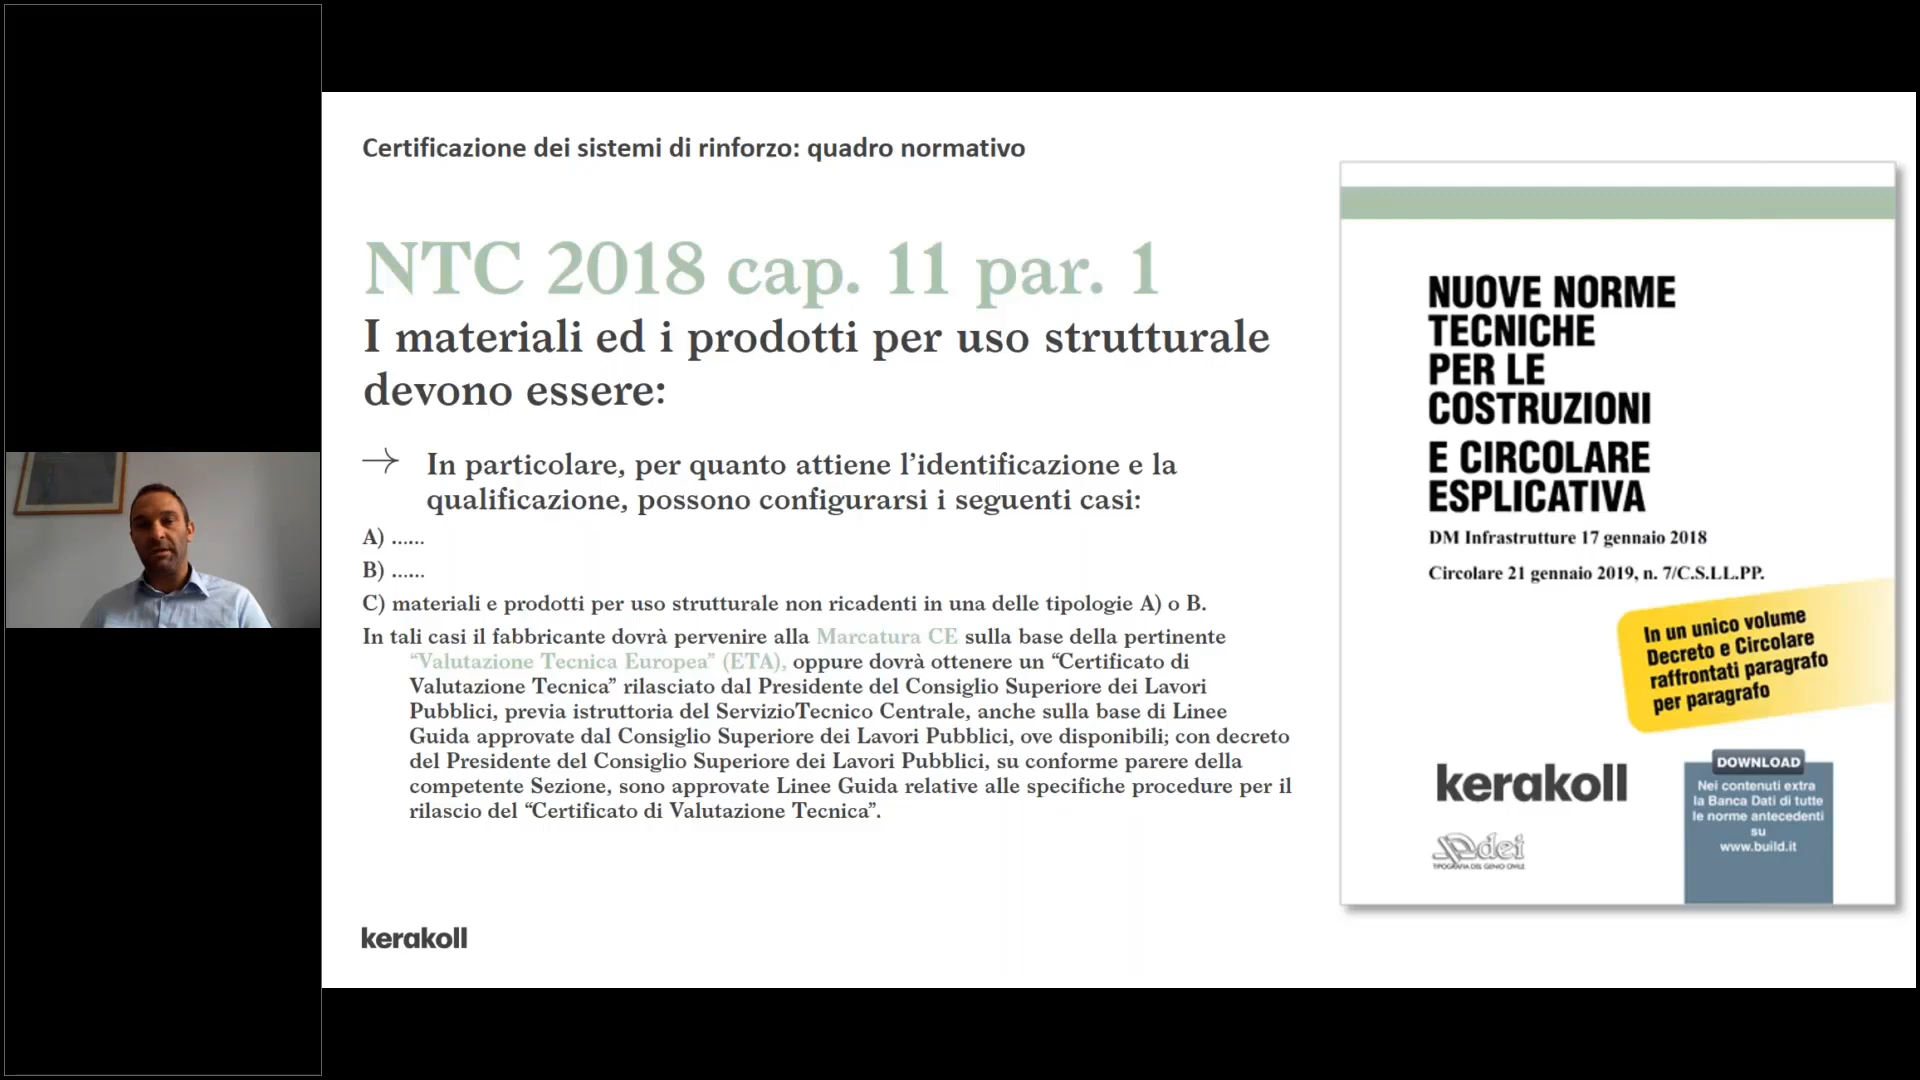 Certificazione dei sistemi di rinforzo: quadro normativo
NTC 2018 cap. 11 par. 1
I materiali ed i prodotti per uso strutturale
devono essere:
→ In particolare, per quanto attiene l’identificazione e la
qualificazione, possono configurarsi i seguenti casi:
A) ......
B) ......
C) materiali e prodotti per uso strutturale non ricadenti in una delle tipologie A) o B.
In tali casi il fabbricante dovrà pervenire alla Marcatura CE sulla base della pertinente
“Valutazione Tecnica Europea” (ETA), oppure dovrà ottenere un “Certificato di
Valutazione Tecnica” rilasciato dal Presidente del Consiglio Superiore dei Lavori
Pubblici, previa istruttoria del ServizioTecnico Centrale, anche sulla base di Linee
Guida approvate dal Consiglio Superiore dei Lavori Pubblici, ove disponibili; con decreto
del Presidente del Consiglio Superiore dei Lavori Pubblici, su conforme parere della
competente Sezione, sono approvate Linee Guida relative alle specifiche procedure per il
rilascio del “Certificato di Valutazione Tecnica”.
kerakoll
NUOVE NORME
TECNICHE
PER LE
COSTRUZIONI
E CIRCOLARE
ESPLICATIVA
DM Infrastrutture 17 gennaio 2018
Circolare 21 gennaio 2019, n. 7/C.S.LL.PP.
In un unico volume
Decreto e Circolare
raffrontati paragrafo
per paragrafo
kerakoll
dei
TIPOGRAFIA DEL GENIO CIVILE
DOWNLOAD
Nei contenuti extra
la Banca Dati di tutte
le norme antecedenti
su
www.build.it